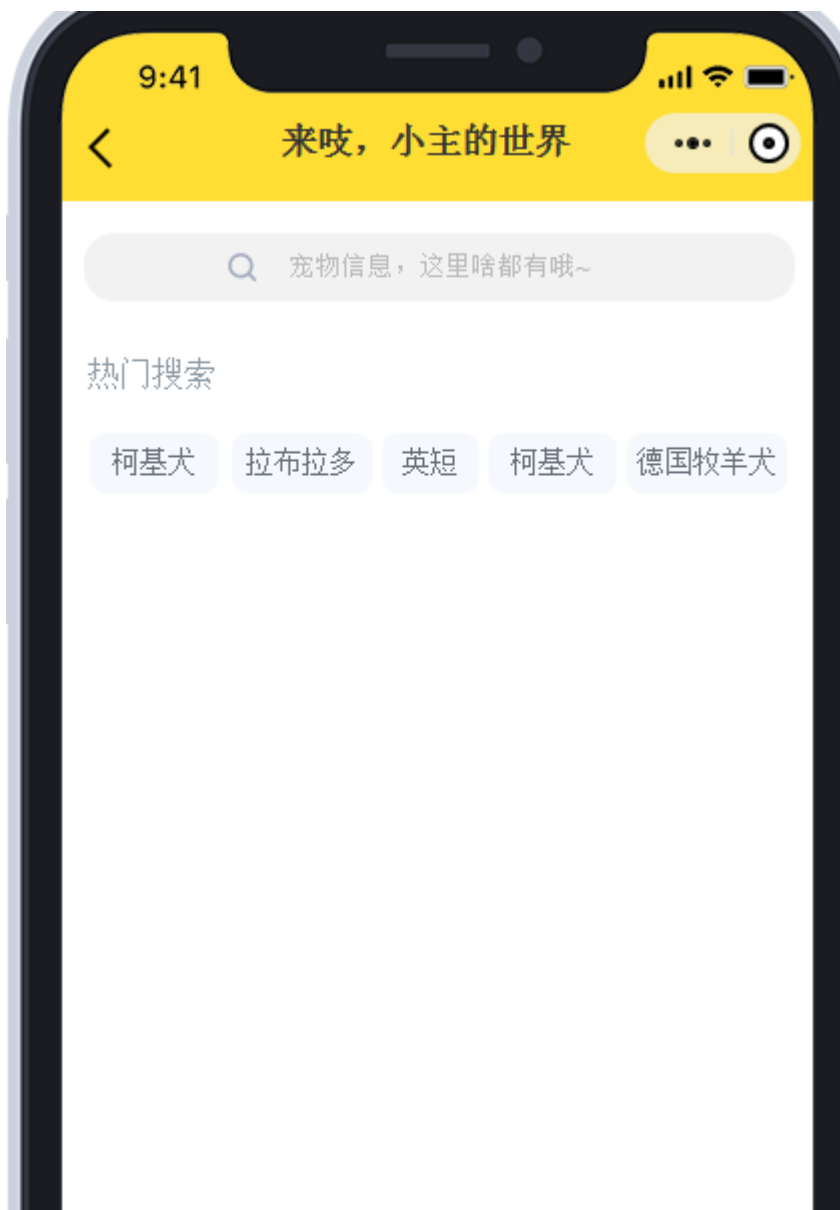 9:41
来吱，小主的世界
宠物信息，这里啥都有哦~
热门搜索
柯基犬 拉布拉多 英短 柯基犬 德国牧羊犬